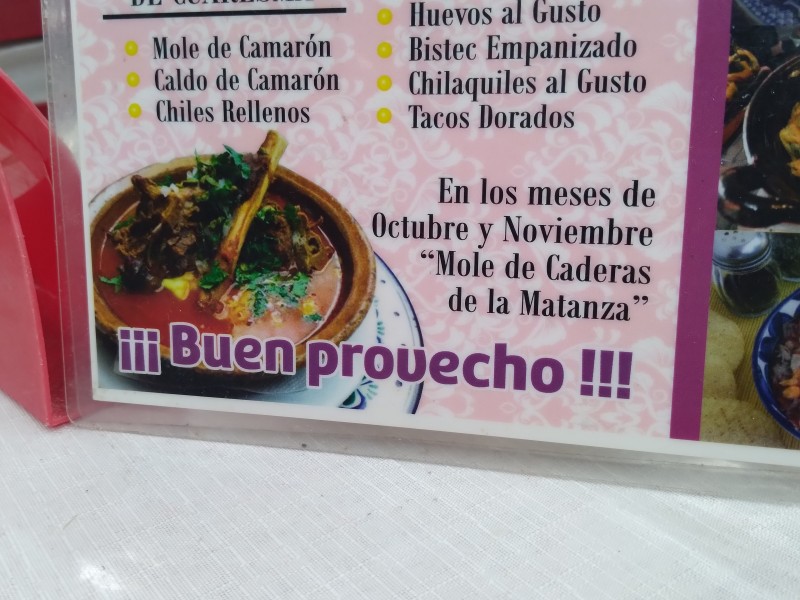 Mole de Camarón
Caldo de Camarón
Chiles Rellenos
Huevos al Gusto
Bistec Empanizado
Chilaquiles al Gusto
Tacos Dorados
En los meses de
Octubre y Noviembre
“Mole de Caderas
de la Matanza”
¡¡¡ Buen provecho !!!